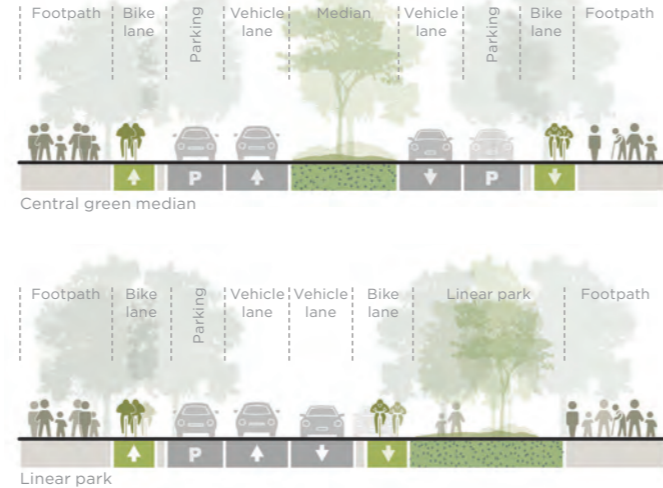 Footpath
Bike
lane
Parking
Vehicle
lane
Median
Vehicle
lane
Parking
Bike
lane
Footpath
P
P
Central green median
Footpath
Bike
lane
Parking
Vehicle
lane
Vehicle
lane
Bike
lane
Linear park
Footpath
P
Linear park